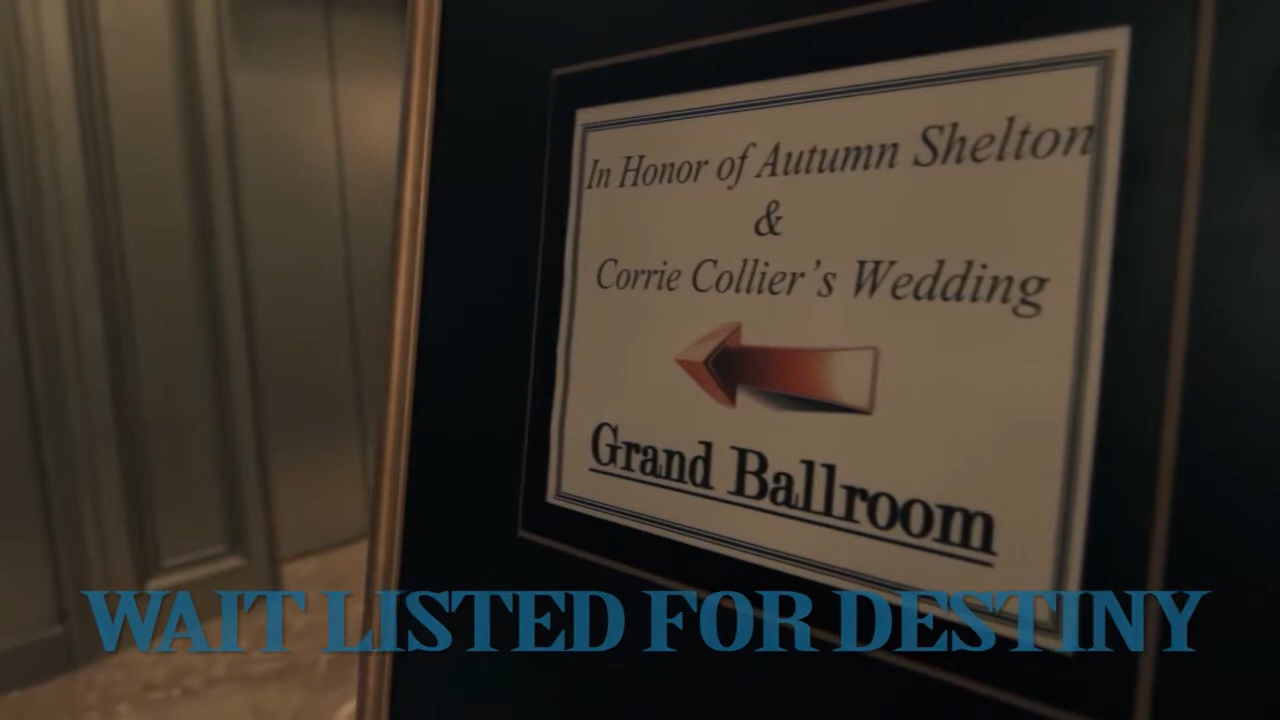 In Honor of Autumn Shelton
&
Corrie Collier's Wedding
Grand Ballroom
WAIT LISTED FOR DESTINY